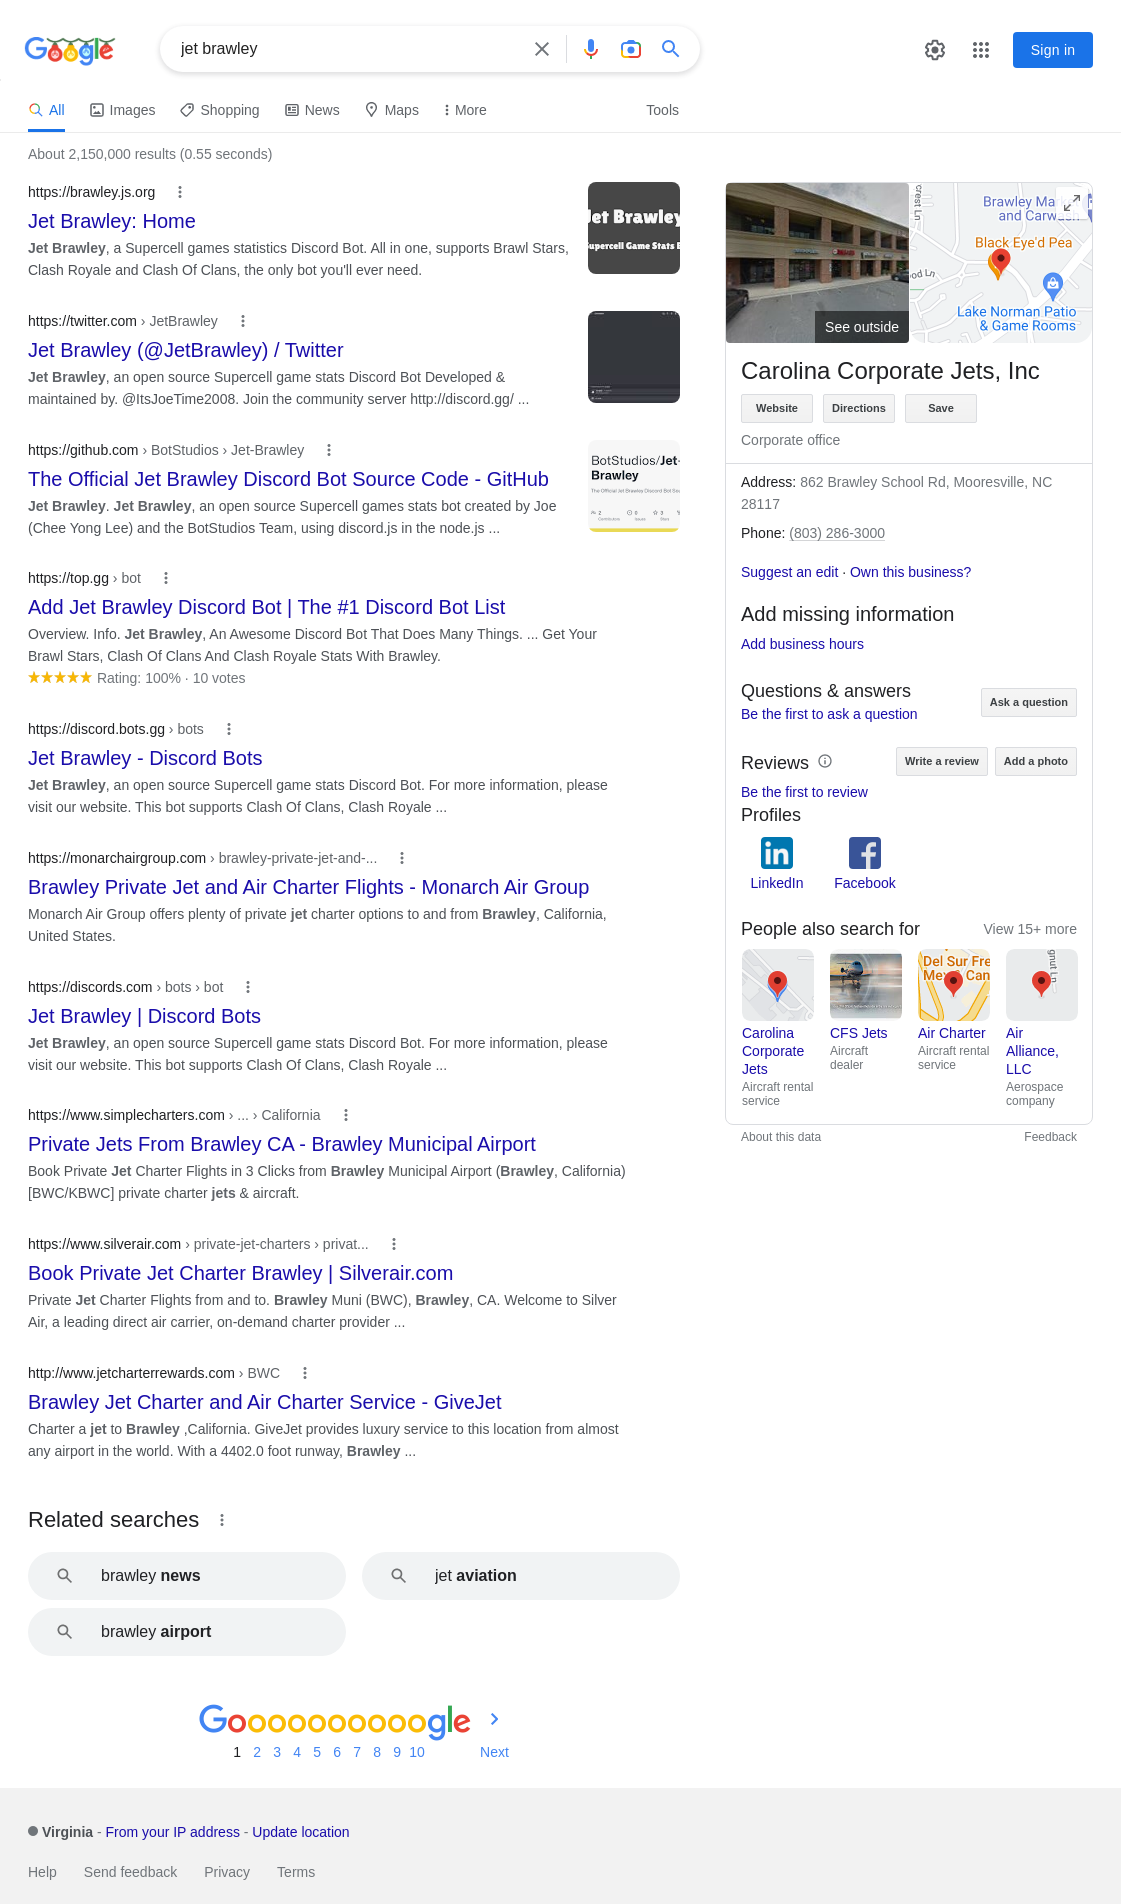 Google
jet brawley
Sign in
All
Images
Shopping
News
Maps
More
Tools
About 2,150,000 results (0.55 seconds)
https://brawley.js.org
Jet Brawley: Home
Jet Brawley, a Supercell games statistics Discord Bot. All in one, supports Brawl Stars,
Clash Royale and Clash Of Clans, the only bot you'll ever need.
Jet Brawley
Supercell Game Stats
https://twitter.com › JetBrawley
Jet Brawley (@JetBrawley) / Twitter
Jet Brawley, an open source Supercell game stats Discord Bot Developed &
maintained by. @ItsJoeTime2008. Join the community server http://discord.gg/ ...
https://github.com › BotStudios › Jet-Brawley
The Official Jet Brawley Discord Bot Source Code - GitHub
Jet Brawley. Jet Brawley, an open source Supercell games stats bot created by Joe
(Chee Yong Lee) and the BotStudios Team, using discord.js in the node.js ...
BotStudios/Jet-
Brawley
The Official Jet Brawley Discord Bot
https://top.gg › bot
Add Jet Brawley Discord Bot | The #1 Discord Bot List
Overview. Info. Jet Brawley, An Awesome Discord Bot That Does Many Things. ... Get Your
Brawl Stars, Clash Of Clans And Clash Royale Stats With Brawley.
Rating: 100% · 10 votes
https://discord.bots.gg › bots
Jet Brawley - Discord Bots
Jet Brawley, an open source Supercell game stats Discord Bot. For more information, please
visit our website. This bot supports Clash Of Clans, Clash Royale ...
https://monarchairgroup.com › brawley-private-jet-and-...
Brawley Private Jet and Air Charter Flights - Monarch Air Group
Monarch Air Group offers plenty of private jet charter options to and from Brawley, California,
United States.
https://discords.com › bots › bot
Jet Brawley | Discord Bots
Jet Brawley, an open source Supercell game stats Discord Bot. For more information, please
visit our website. This bot supports Clash Of Clans, Clash Royale ...
https://www.simplecharters.com › ... › California
Private Jets From Brawley CA - Brawley Municipal Airport
Book Private Jet Charter Flights in 3 Clicks from Brawley Municipal Airport (Brawley, California)
[BWC/KBWC] private charter jets & aircraft.
https://www.silverair.com › private-jet-charters › privat...
Book Private Jet Charter Brawley | Silverair.com
Private Jet Charter Flights from and to. Brawley Muni (BWC), Brawley, CA. Welcome to Silver
Air, a leading direct air carrier, on-demand charter provider ...
http://www.jetcharterrewards.com › BWC
Brawley Jet Charter and Air Charter Service - GiveJet
Charter a jet to Brawley ,California. GiveJet provides luxury service to this location from almost
any airport in the world. With a 4402.0 foot runway, Brawley ...
Related searches
brawley news
jet aviation
brawley airport
Goooooooooogle
1 2 3 4 5 6 7 8 9 10 Next
See outside
crest Ln
Brawley Ma
and Carwash
Black Eye'd Pea
od Ln
Lake Norman Patio
& Game Rooms
Carolina Corporate Jets, Inc
Website
Directions
Save
Corporate office
Address: 862 Brawley School Rd, Mooresville, NC
28117
Phone: (803) 286-3000
Suggest an edit · Own this business?
Add missing information
Add business hours
Questions & answers
Be the first to ask a question
Ask a question
Reviews
Write a review
Add a photo
Be the first to review
Profiles
LinkedIn
Facebook
People also search for
View 15+ more
Del Sur Fre
Mex & Can
gnut Ln
Carolina
Corporate
Jets
Aircraft rental
service
CFS Jets
Aircraft
dealer
Air Charter
Aircraft rental
service
Air
Alliance,
LLC
Aerospace
company
About this data
Feedback
Virginia - From your IP address - Update location
Help
Send feedback
Privacy
Terms